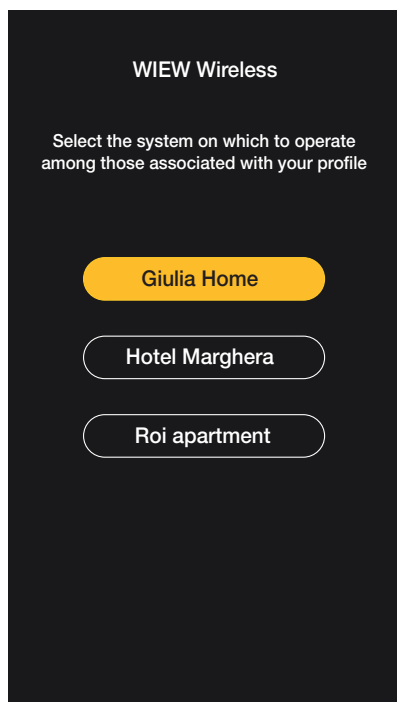 WIEW Wireless
Select the system on which to operate
among those associated with your profile
Giulia Home
Hotel Marghera
Roi apartment